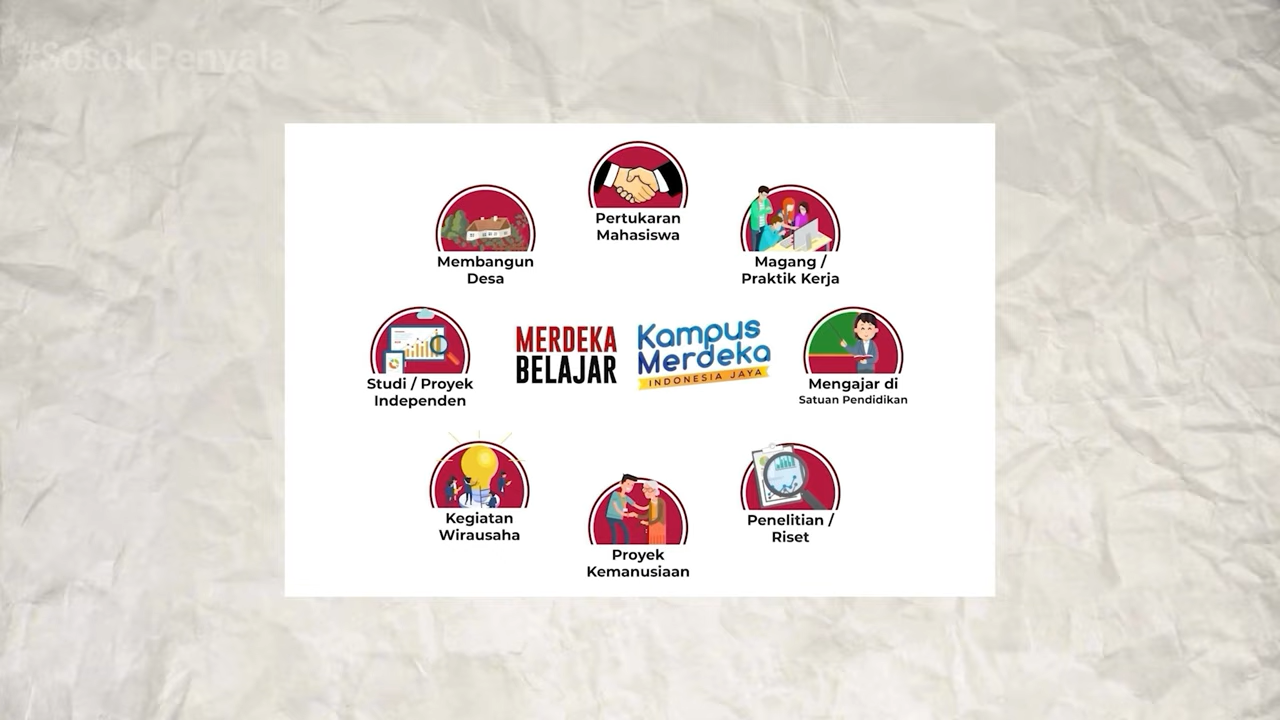 #SosokPenyala
Pertukaran
Mahasiswa
Membangun
Desa
Magang /
Praktik Kerja
Studi / Proyek
Independen
MERDEKA
BELAJAR
Kampus
Merdeka
INDONESIA JAYA
Mengajar di
Satuan Pendidikan
Kegiatan
Wirausaha
Proyek
Kemanusiaan
Penelitian /
Riset